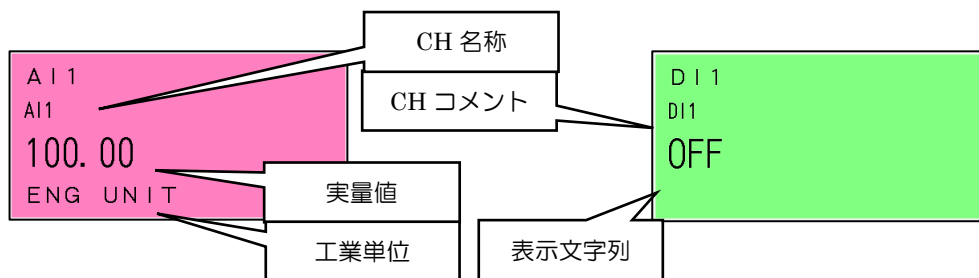 CH 名称
CH コメント
AI1
AI1
100.00
ENG UNIT
実量値
工業単位
DI1
DI1
OFF
表示文字列